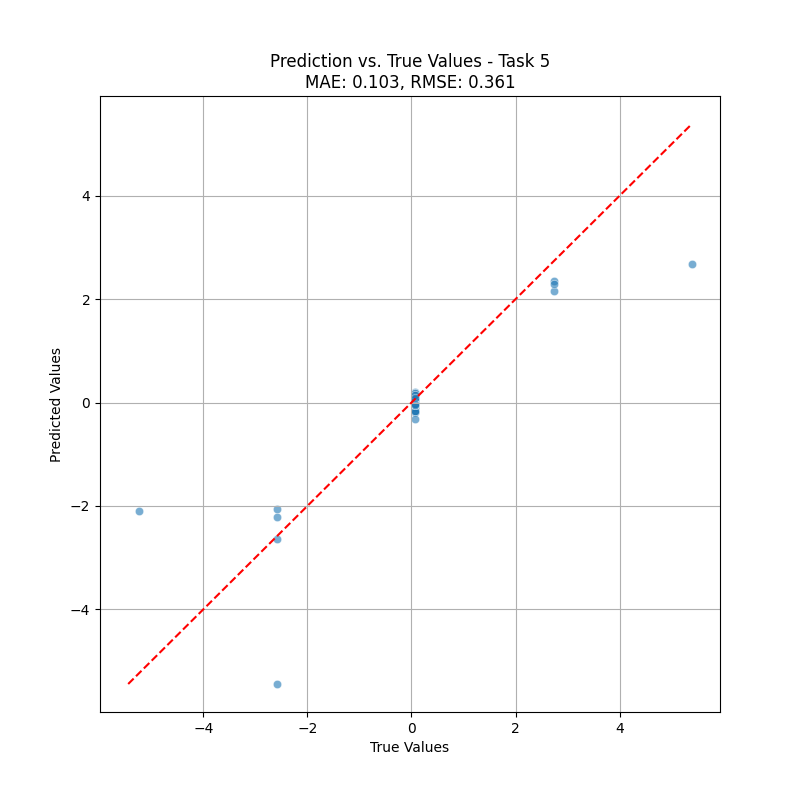 Prediction vs. True Values - Task 5
MAE: 0.103, RMSE: 0.361
Predicted Values
4
2
0
−2
−4
−4
−2
0
2
4
True Values